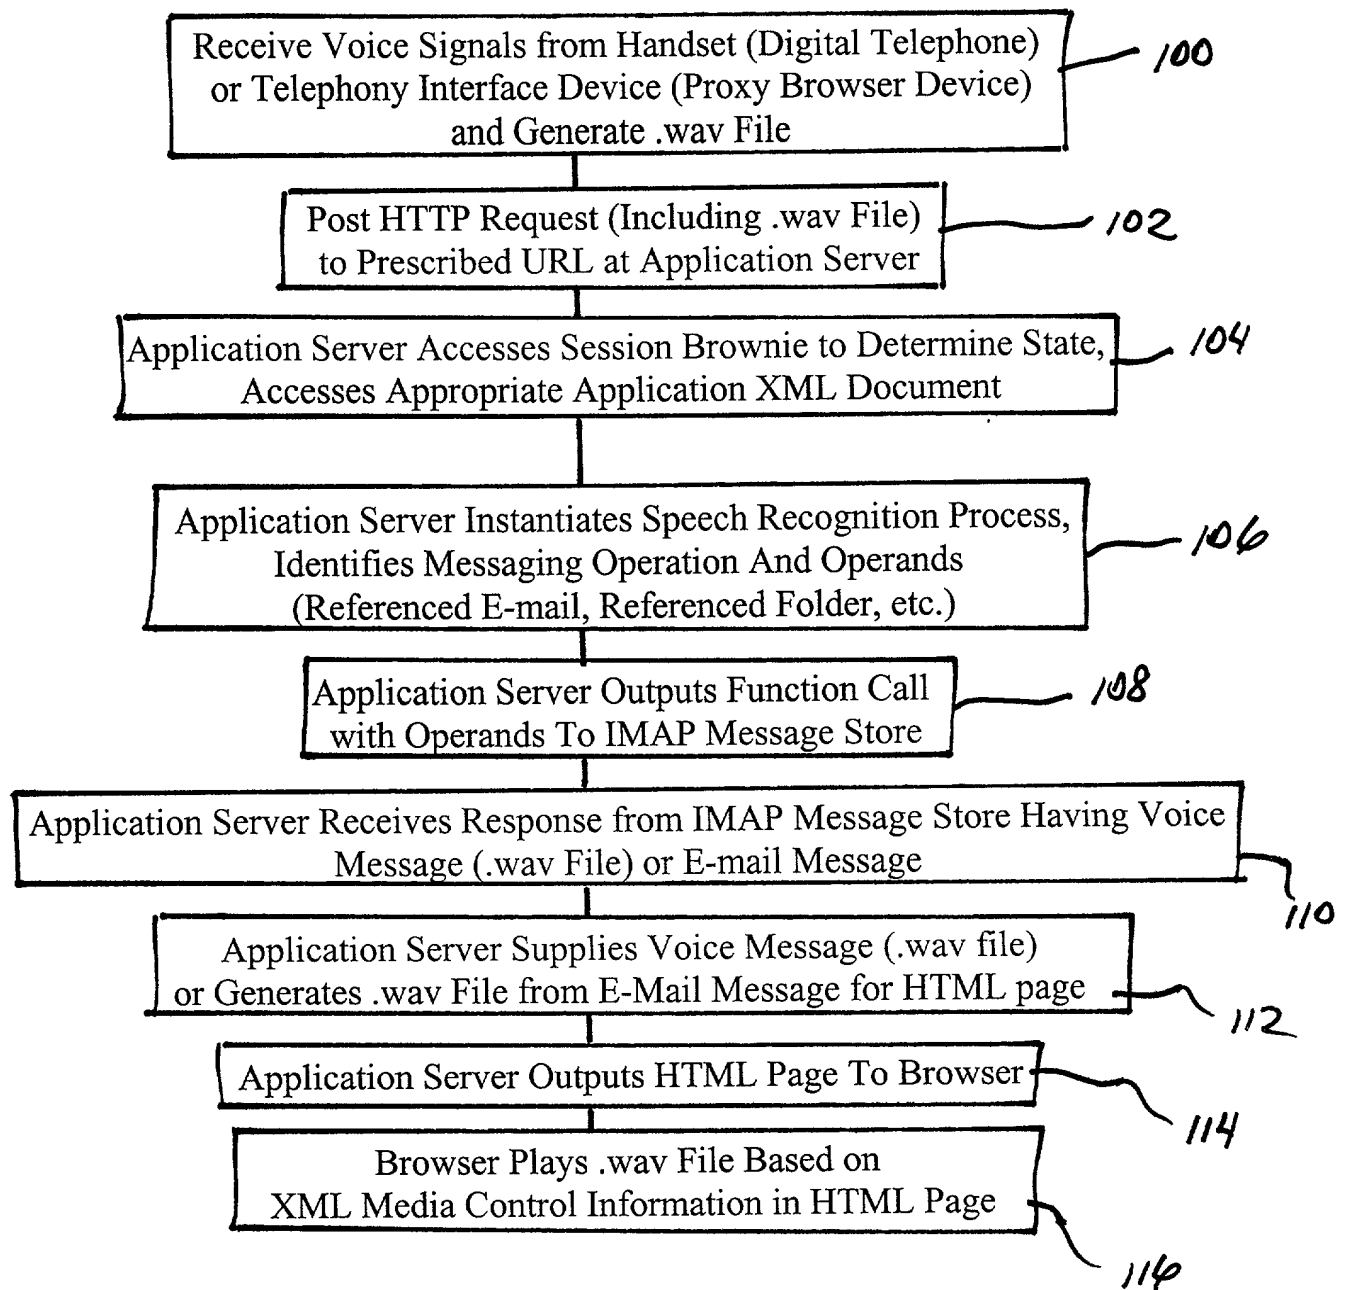 Receive Voice Signals from Handset (Digital Telephone)
or Telephony Interface Device (Proxy Browser Device)
and Generate .wav File
100
Post HTTP Request (Including .wav File)
to Prescribed URL at Application Server
102
Application Server Accesses Session Brownie to Determine State,
Accesses Appropriate Application XML Document
104
Application Server Instantiates Speech Recognition Process,
Identifies Messaging Operation And Operands
(Referenced E-mail, Referenced Folder, etc.)
106
Application Server Outputs Function Call
with Operands To IMAP Message Store
108
Application Server Receives Response from IMAP Message Store Having Voice
Message (.wav File) or E-mail Message
110
Application Server Supplies Voice Message (.wav file)
or Generates .wav File from E-Mail Message for HTML page
112
Application Server Outputs HTML Page To Browser
114
Browser Plays .wav File Based on
XML Media Control Information in HTML Page
116